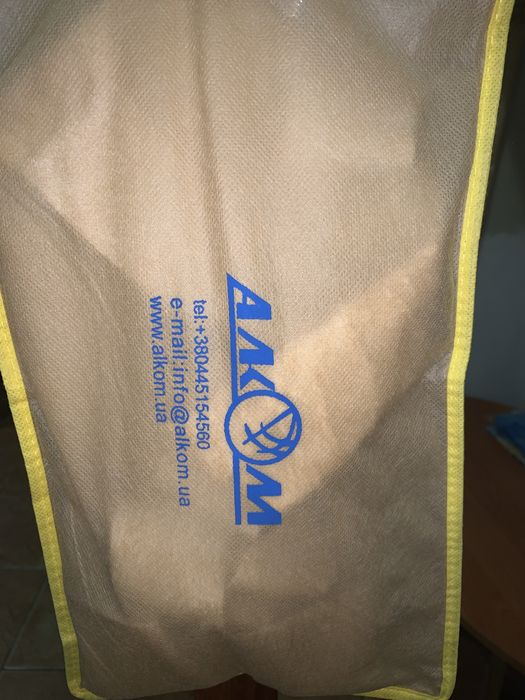 АЛКОМ
tel:+380445154560
e-mail:info@alkom.ua
www.alkom.ua